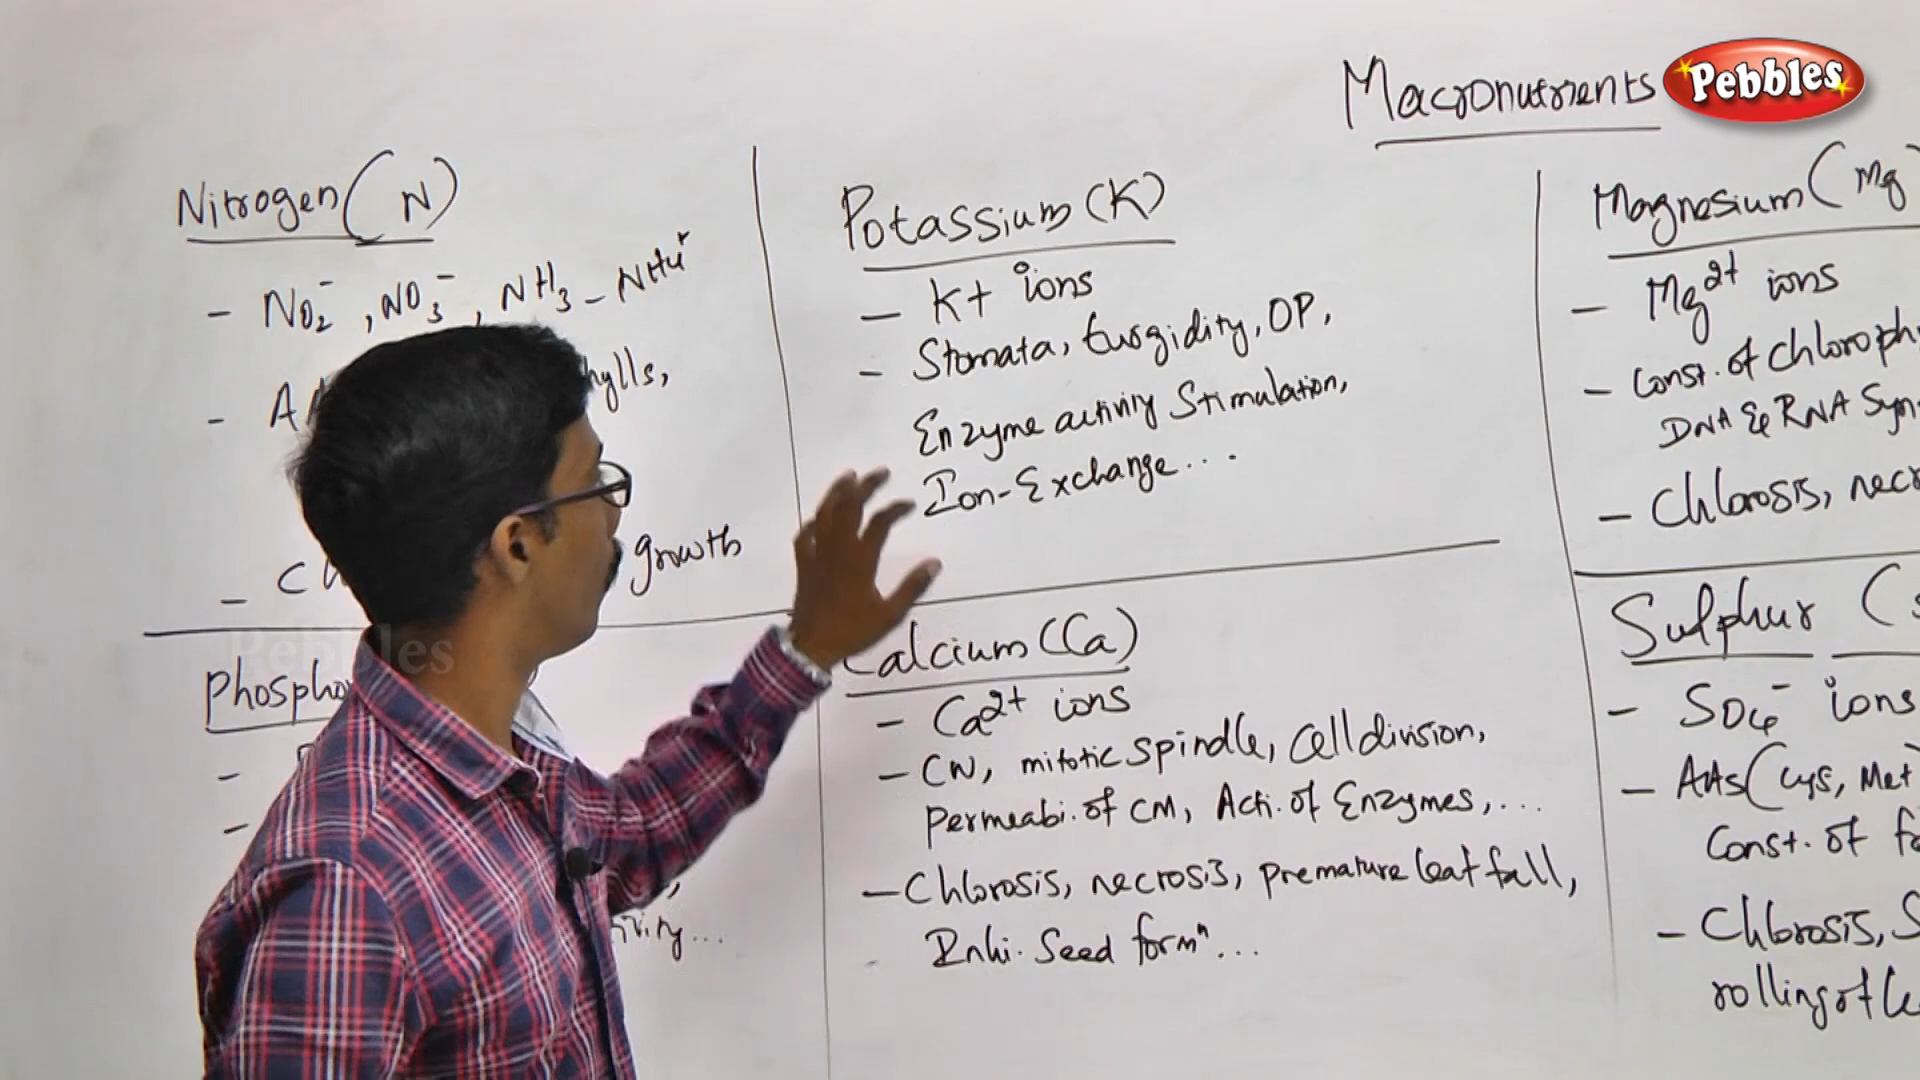 Macronutrients
Pebbles
Nitrogen (N)
- NO2-, NO3-, NH3 - NH4+
hylls,
growth
Phospho
Potassium (K)
- K+ ions
- Stomata, turgidity, OP,
Enzyme activity Stimulation,
Ion-Exchange...
Calcium (Ca)
- Ca2+ ions
- CW, mitotic spindle, Cell division,
Permeabi. of CM, Acti. of Enzymes,...
- Chlorosis, necrosis, premature leaf fall,
Inhi. Seed formn...
Magnesium (Mg)
- Mg2+ ions
- Const. of Chloroph
DNA & RNA Syn
- Chlorosis, necr
Sulphur (S
- SO4- ions
- AAs (Cys, Met)
Const. of
- Chlorosis, S
rolling of le
Pebbles